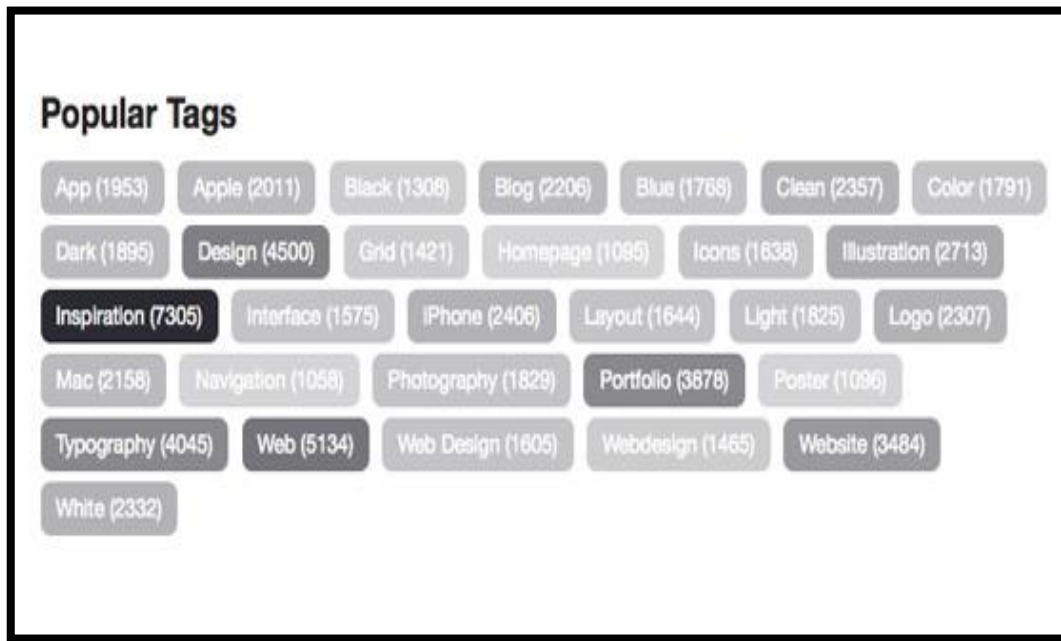 Popular Tags
App (1953) Apple (2011) Black (1308) Blog (2206) Blue (1768) Clean (2357) Color (1791)
Dark (1895) Design (4500) Grid (1421) Homepage (1095) Icons (1638) Illustration (2713)
Inspiration (7305) Interface (1575) iPhone (2406) Layout (1644) Light (1825) Logo (2307)
Mac (2158) Navigation (1058) Photography (1829) Portfolio (3878) Poster (1096)
Typography (4045) Web (5134) Web Design (1605) Webdesign (1465) Website (3484)
White (2332)